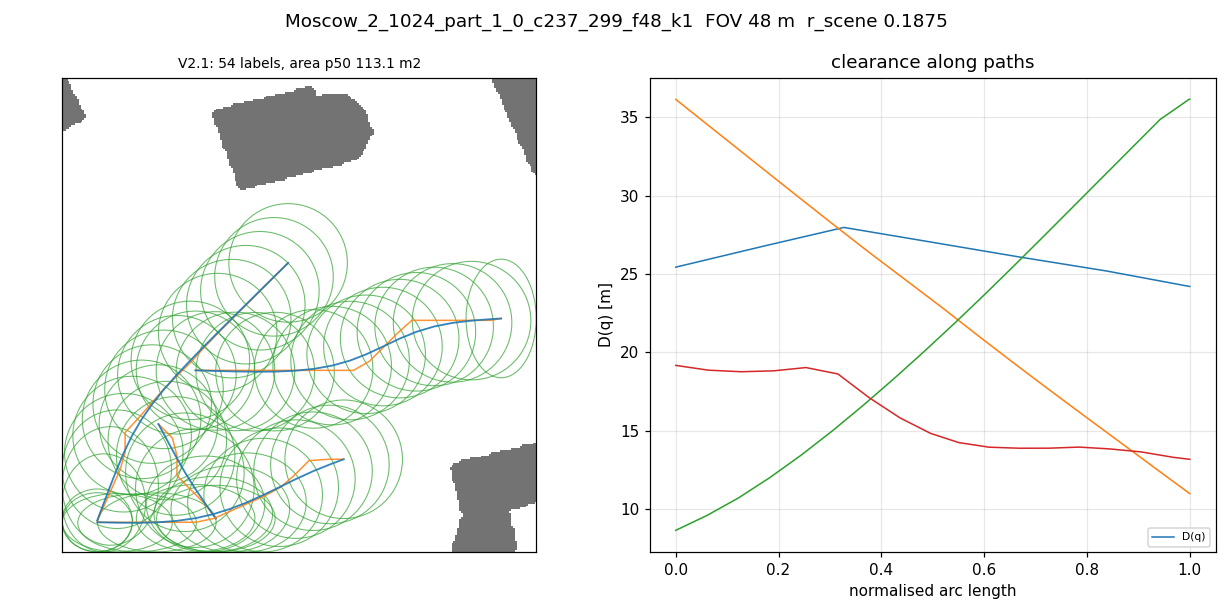 Moscow_2_1024_part_1_0_c237_299_f48_k1 FOV 48 m r_scene 0.1875
V2.1: 54 labels, area p50 113.1 m2
clearance along paths
D(q) [m]
35
30
25
20
15
10
D(q)
0.0 0.2 0.4 0.6 0.8 1.0
normalised arc length